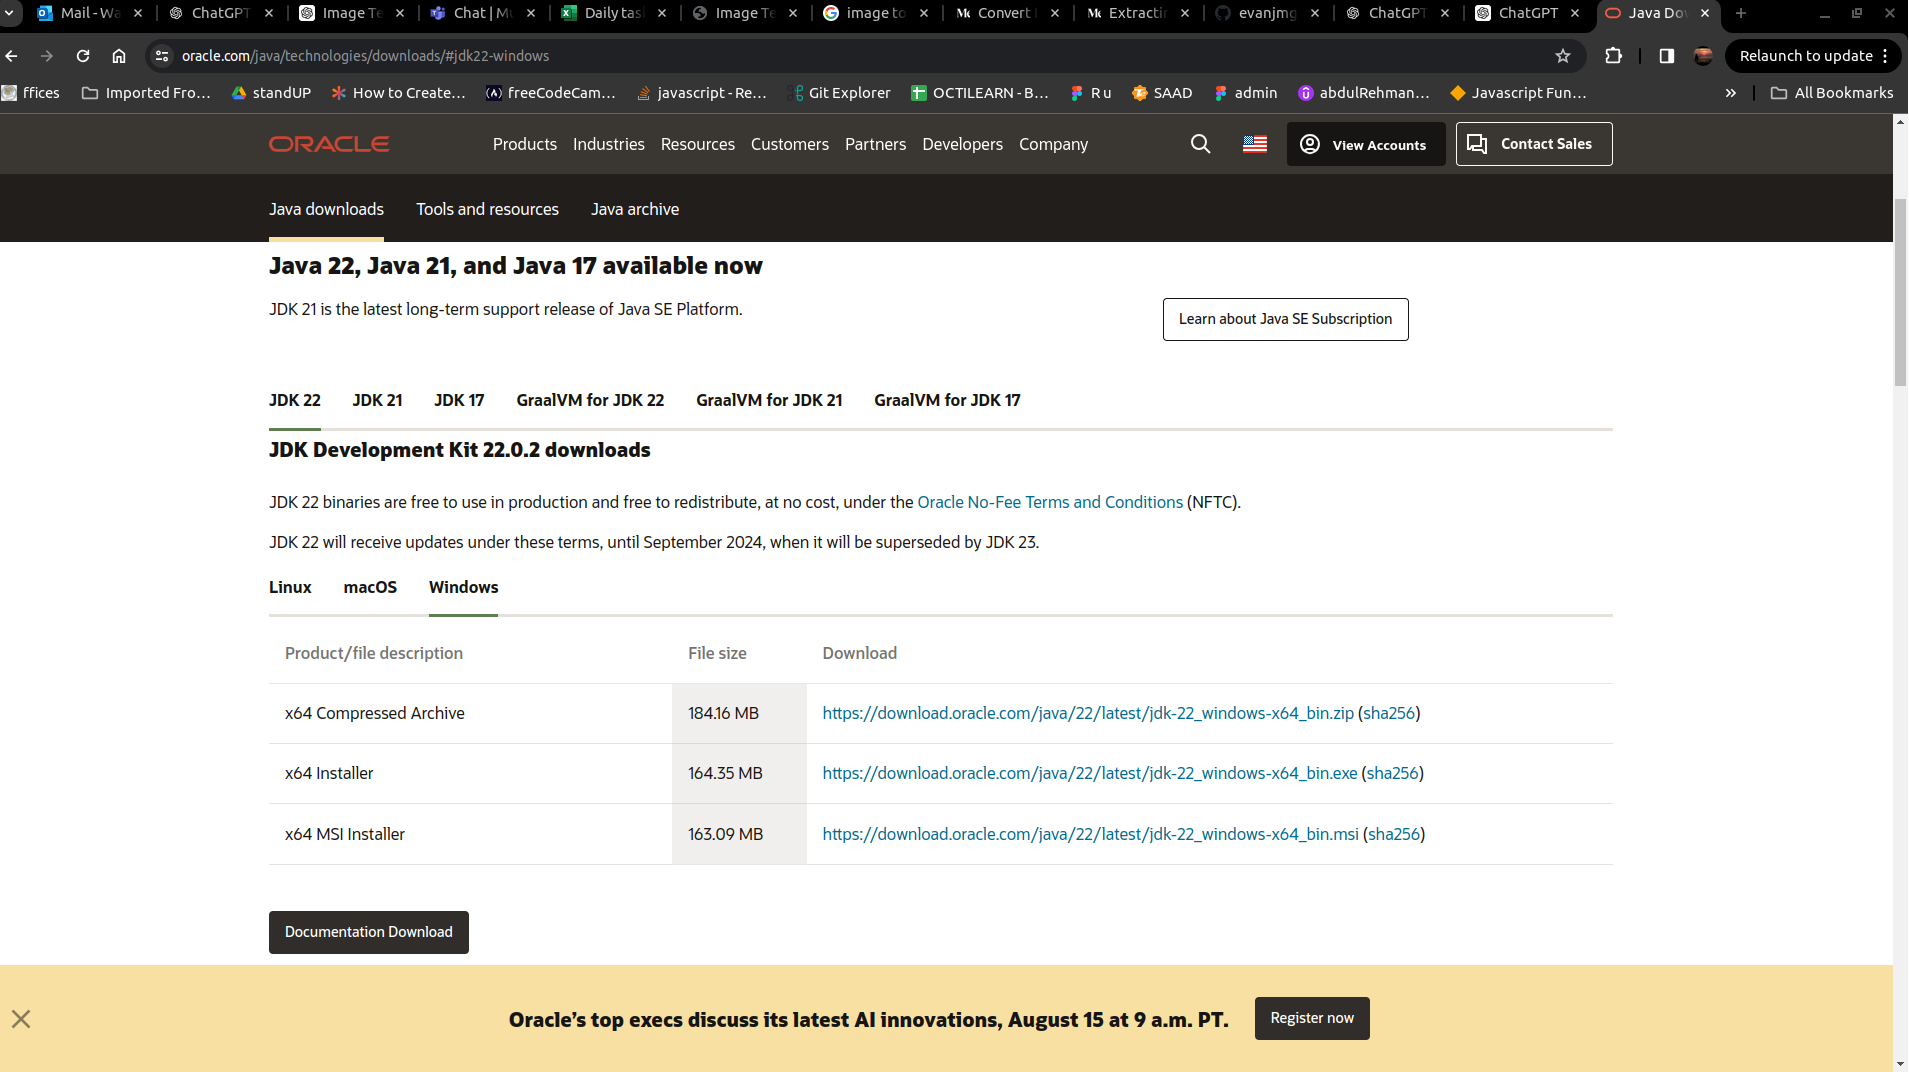 Mail - Wa
ChatGPT
Image Te
Chat | Mu
Daily tas
Image Te
image to
Convert
Extractin
evanjmg
ChatGPT
ChatGPT
Java Dow
oracle.com/java/technologies/downloads/#jdk22-windows
Relaunch to update
ffices
Imported Fro...
standUP
How to Create...
freeCodeCam...
javascript - Re...
Git Explorer
OCTILEARN - B...
R u
SAAD
admin
abdulRehman...
Javascript Fun...
»
All Bookmarks
ORACLE
Products
Industries
Resources
Customers
Partners
Developers
Company
View Accounts
Contact Sales
Java downloads
Tools and resources
Java archive
Java 22, Java 21, and Java 17 available now
JDK 21 is the latest long-term support release of Java SE Platform.
Learn about Java SE Subscription
JDK 22
JDK 21
JDK 17
GraalVM for JDK 22
GraalVM for JDK 21
GraalVM for JDK 17
JDK Development Kit 22.0.2 downloads
JDK 22 binaries are free to use in production and free to redistribute, at no cost, under the Oracle No-Fee Terms and Conditions (NFTC).
JDK 22 will receive updates under these terms, until September 2024, when it will be superseded by JDK 23.
Linux
macOS
Windows
Product/file description
File size
Download
x64 Compressed Archive
184.16 MB
https://download.oracle.com/java/22/latest/jdk-22_windows-x64_bin.zip (sha256)
x64 Installer
164.35 MB
https://download.oracle.com/java/22/latest/jdk-22_windows-x64_bin.exe (sha256)
x64 MSI Installer
163.09 MB
https://download.oracle.com/java/22/latest/jdk-22_windows-x64_bin.msi (sha256)
Documentation Download
Oracle's top execs discuss its latest AI innovations, August 15 at 9 a.m. PT.
Register now